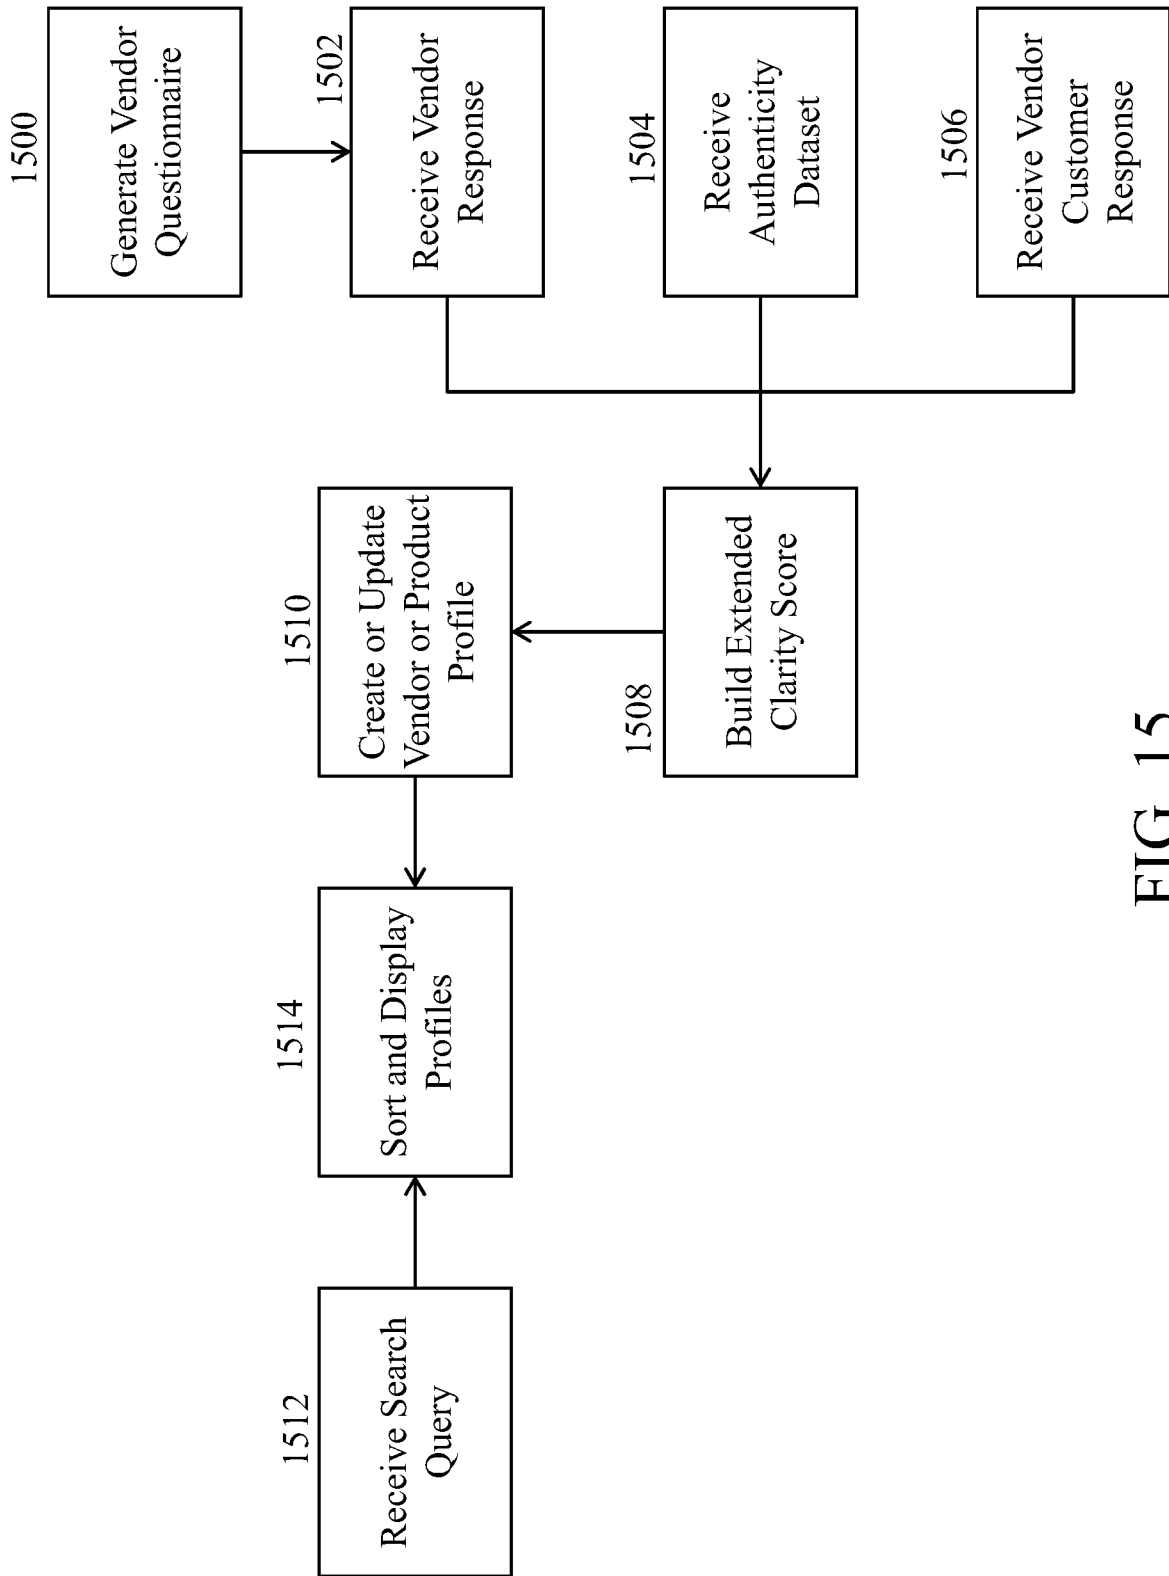 1500
Generate Vendor
Questionnaire
1502
Receive Vendor
Response
1504
Receive
Authenticity
Dataset
1506
Receive Vendor
Customer
Response
1508
Build Extended
Clarity Score
1510
Create or Update
Vendor or Product
Profile
1512
Receive Search
Query
1514
Sort and Display
Profiles
FIG. 15